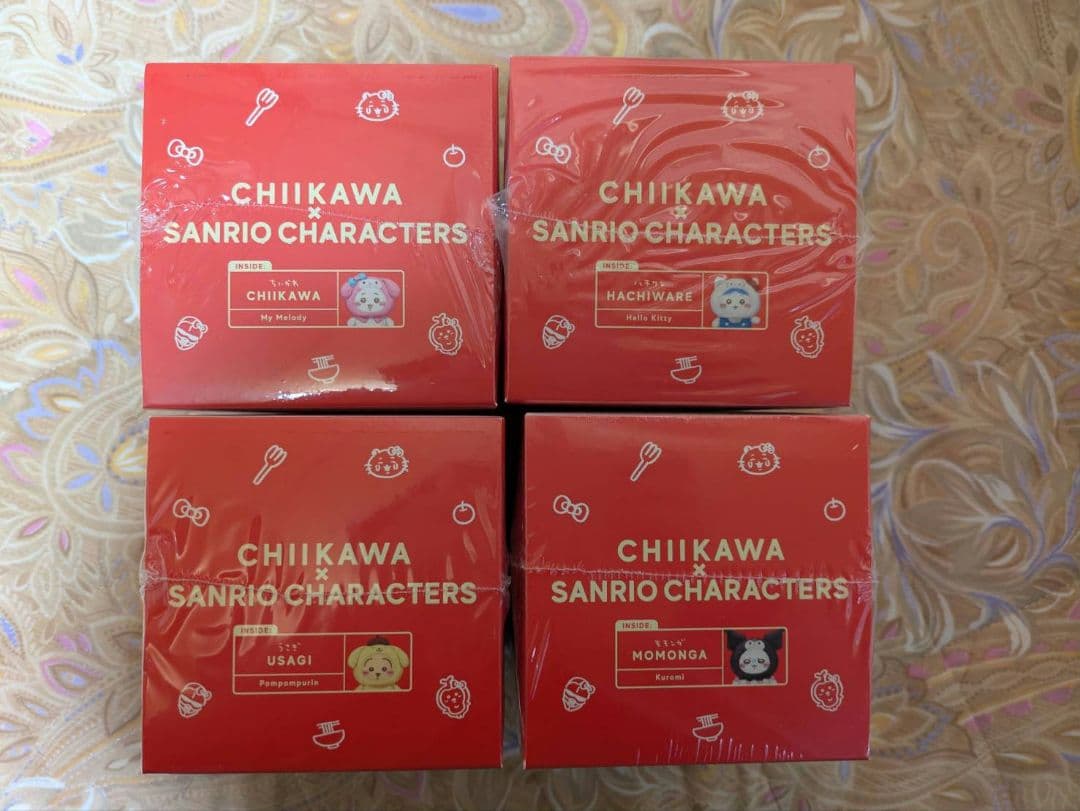 CHIIKAWA
×
SANRIO CHARACTERS
INSIDE:
ちいかわ
CHIIKAWA
My Melody
CHIIKAWA
×
SANRIO CHARACTERS
INSIDE:
ハチワレ
HACHIWARE
Hello Kitty
CHIIKAWA
×
SANRIO CHARACTERS
INSIDE:
うさぎ
USAGI
Pompompurin
CHIIKAWA
×
SANRIO CHARACTERS
INSIDE:
モモンガ
MOMONGA
Kuromi